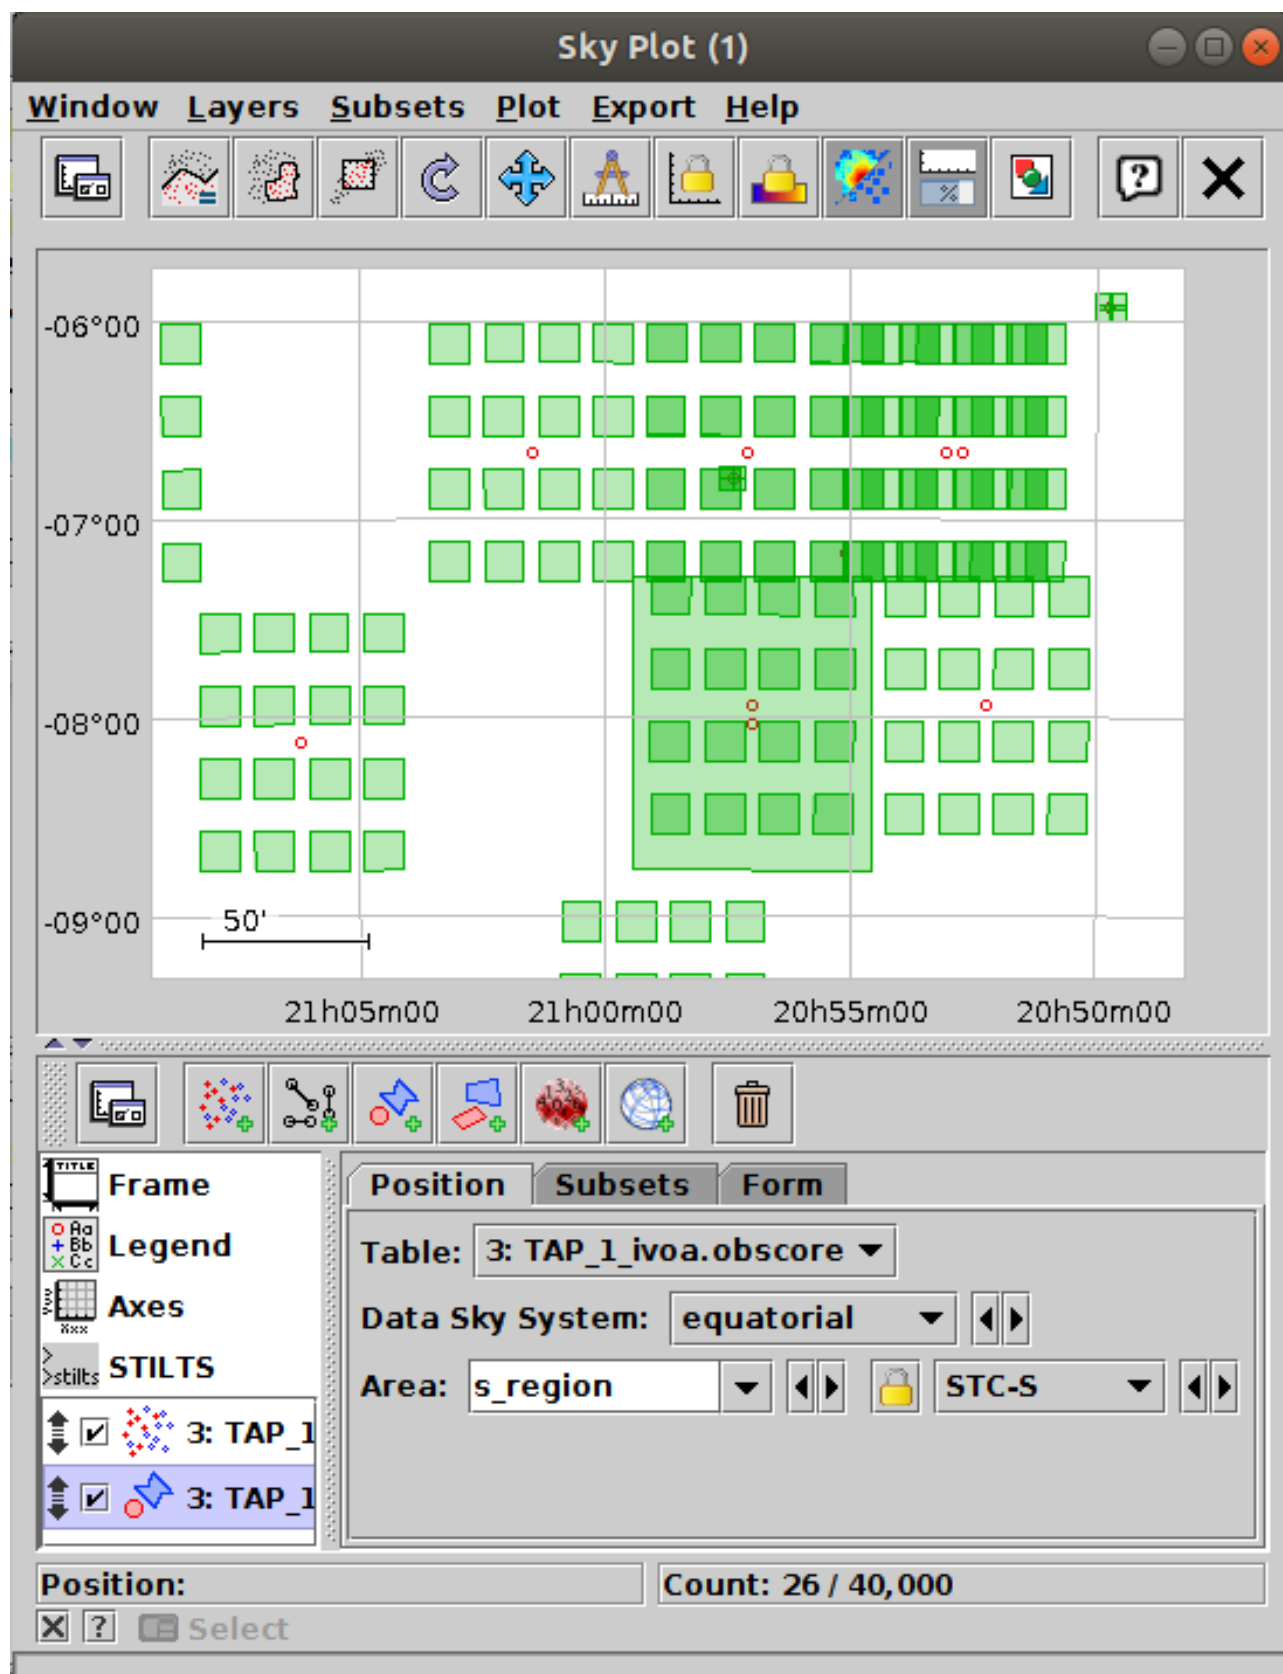 Sky Plot (1)
Window Layers Subsets Plot Export Help
-06°00
-07°00
-08°00
-09°00
50'
21h05m00 21h00m00 20h55m00 20h50m00
Frame
Legend
Axes
STILTS
3: TAP_1
3: TAP_1
Position Subsets Form
Table: 3: TAP_1_ivoa.obscore
Data Sky System: equatorial
Area: s_region STC-S
Position:
Count: 26 / 40,000
Select